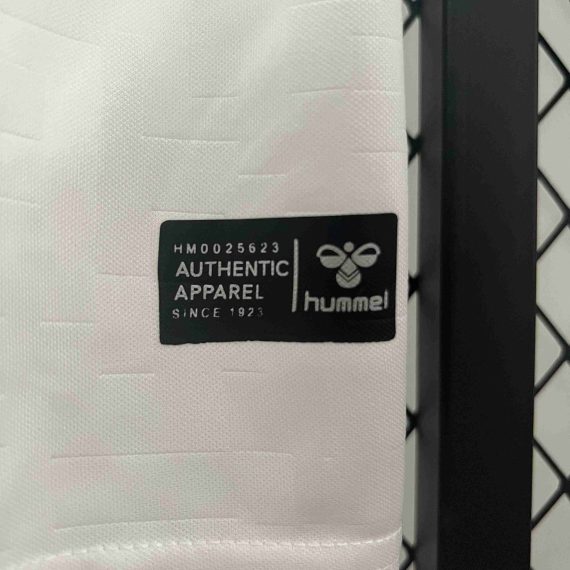 HM0025623
AUTHENTIC
APPAREL
SINCE 1923
hummel